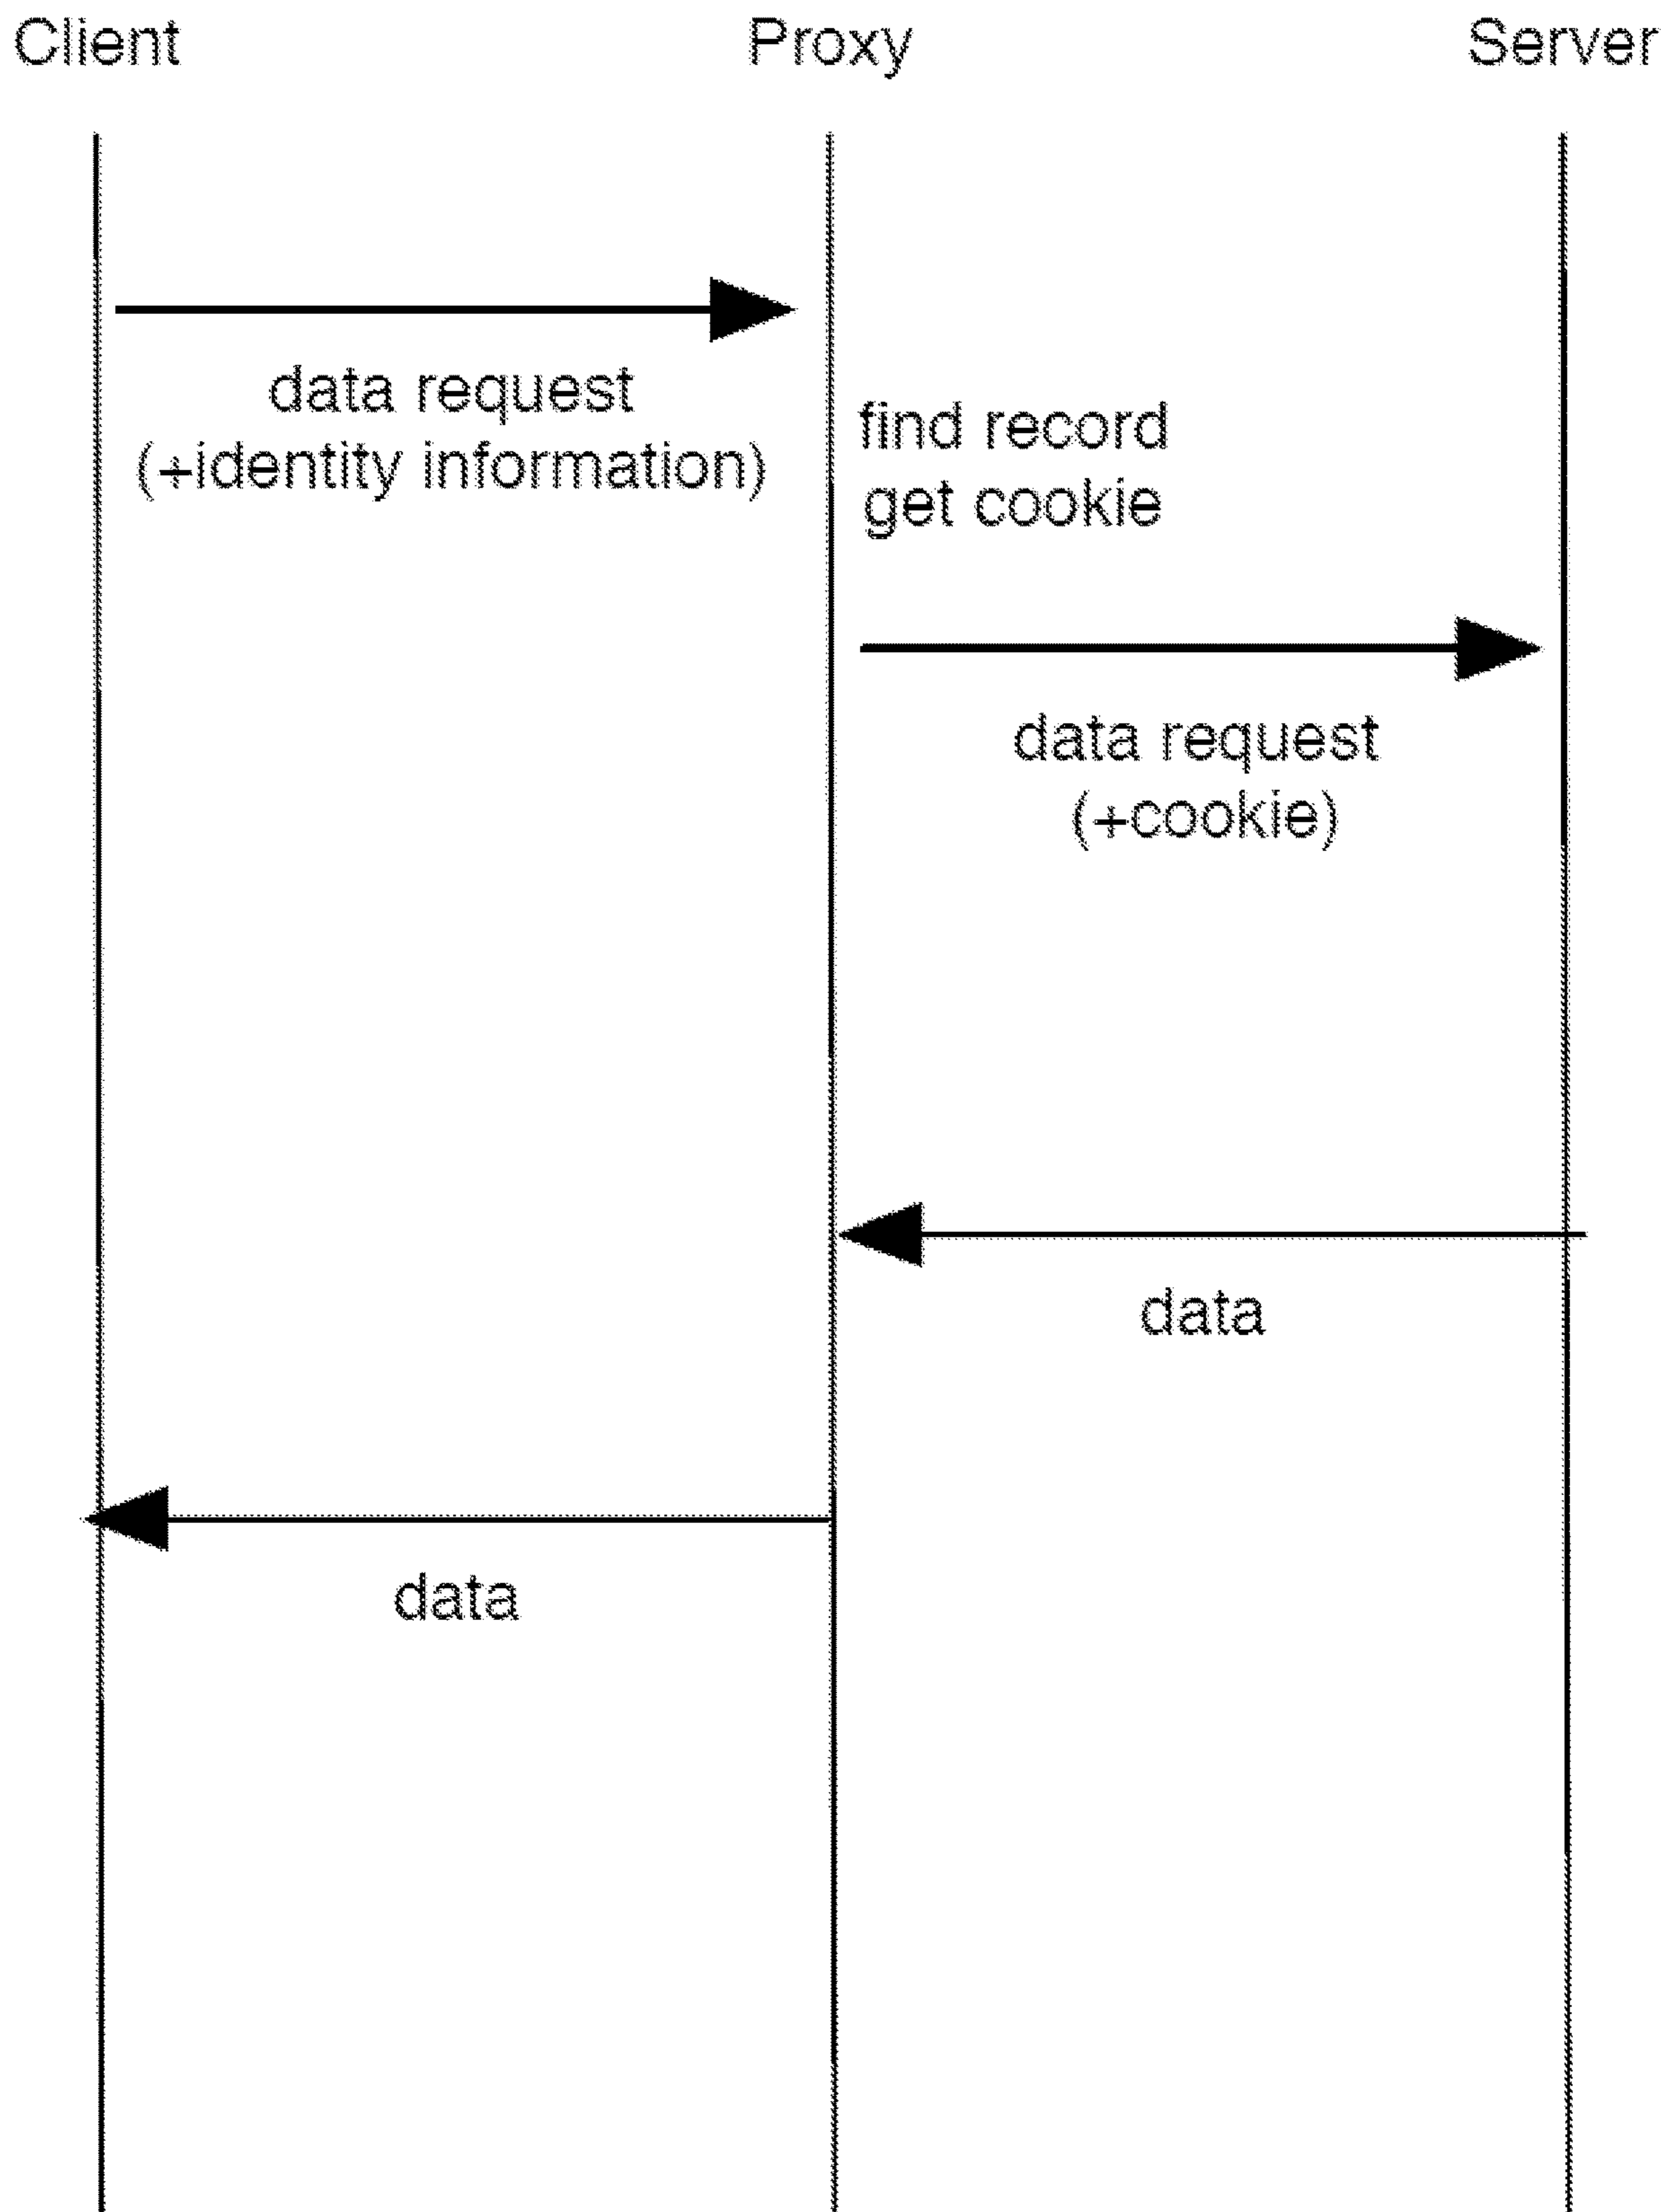 Client
Proxy
Server
data request
(+identity information)
find record
get cookie
data request
(+cookie)
data
data